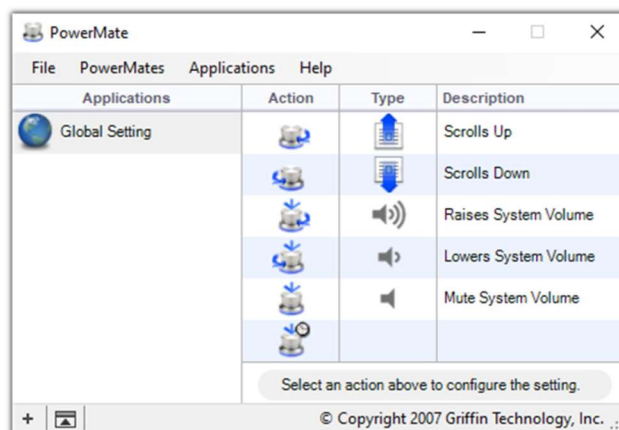 PowerMate
File PowerMates Applications Help
Applications Action Type Description
Global Setting Scrolls Up
Scrolls Down
Raises System Volume
Lowers System Volume
Mute System Volume
Select an action above to configure the setting.
+ © Copyright 2007 Griffin Technology, Inc.